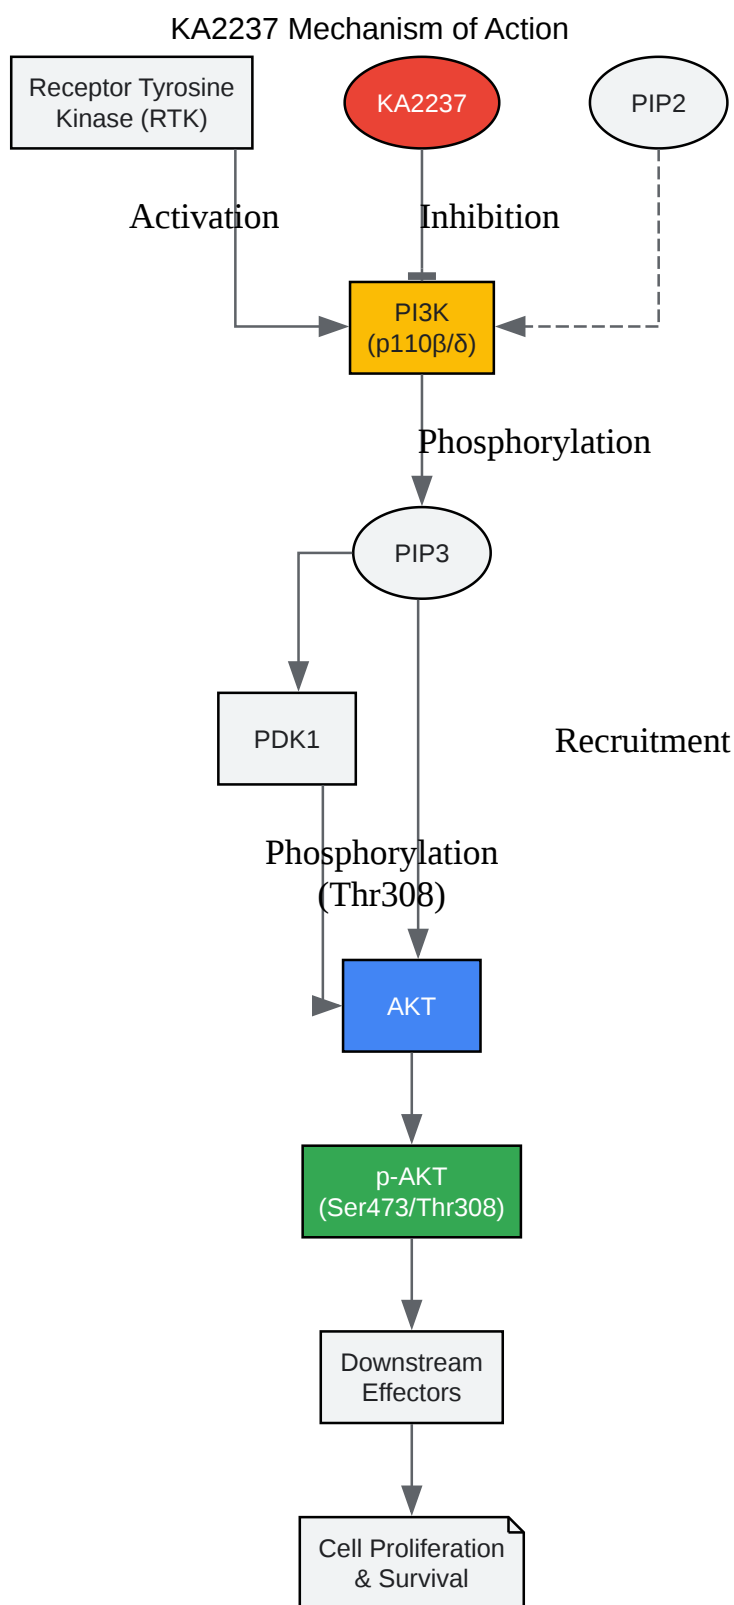 KA2237 Mechanism of Action
Receptor Tyrosine
Kinase (RTK)
KA2237
PIP2
Activation
Inhibition
PI3K
(p110β/δ)
Phosphorylation
PIP3
PDK1
Recruitment
Phosphorylation
(Thr308)
AKT
p-AKT
(Ser473/Thr308)
Downstream
Effectors
Cell Proliferation
& Survival